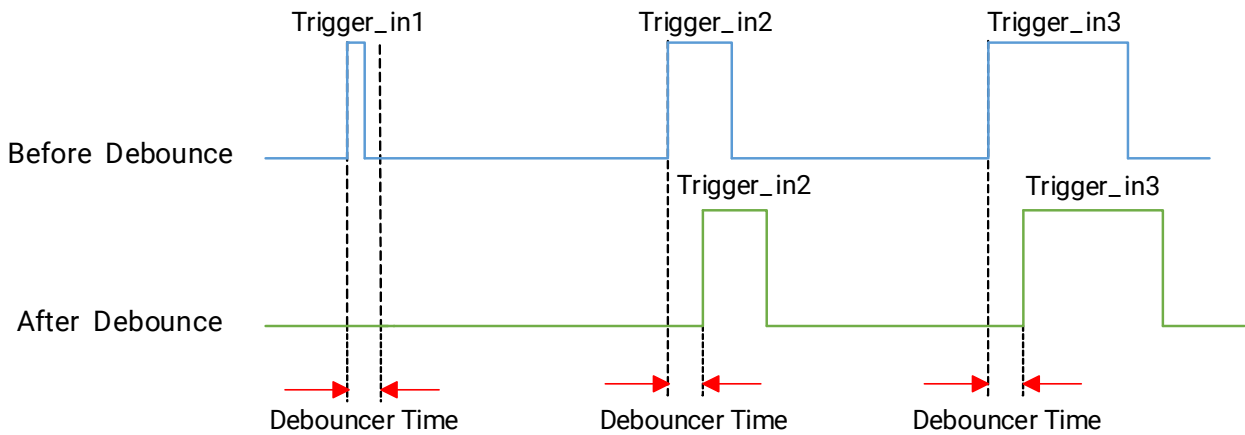 Trigger_in1 Trigger_in2 Trigger_in3
Before Debounce
Trigger_in2 Trigger_in3
After Debounce
Debouncer Time Debouncer Time Debouncer Time